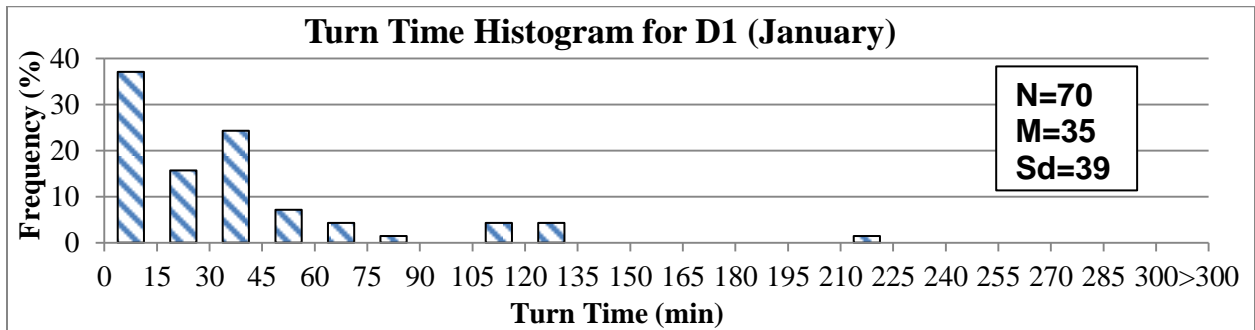 Turn Time Histogram for D1 (January)
Frequency (%)
40
30
20
10
0
N=70
M=35
Sd=39
0 15 30 45 60 75 90 105 120 135 150 165 180 195 210 225 240 255 270 285 300>300
Turn Time (min)